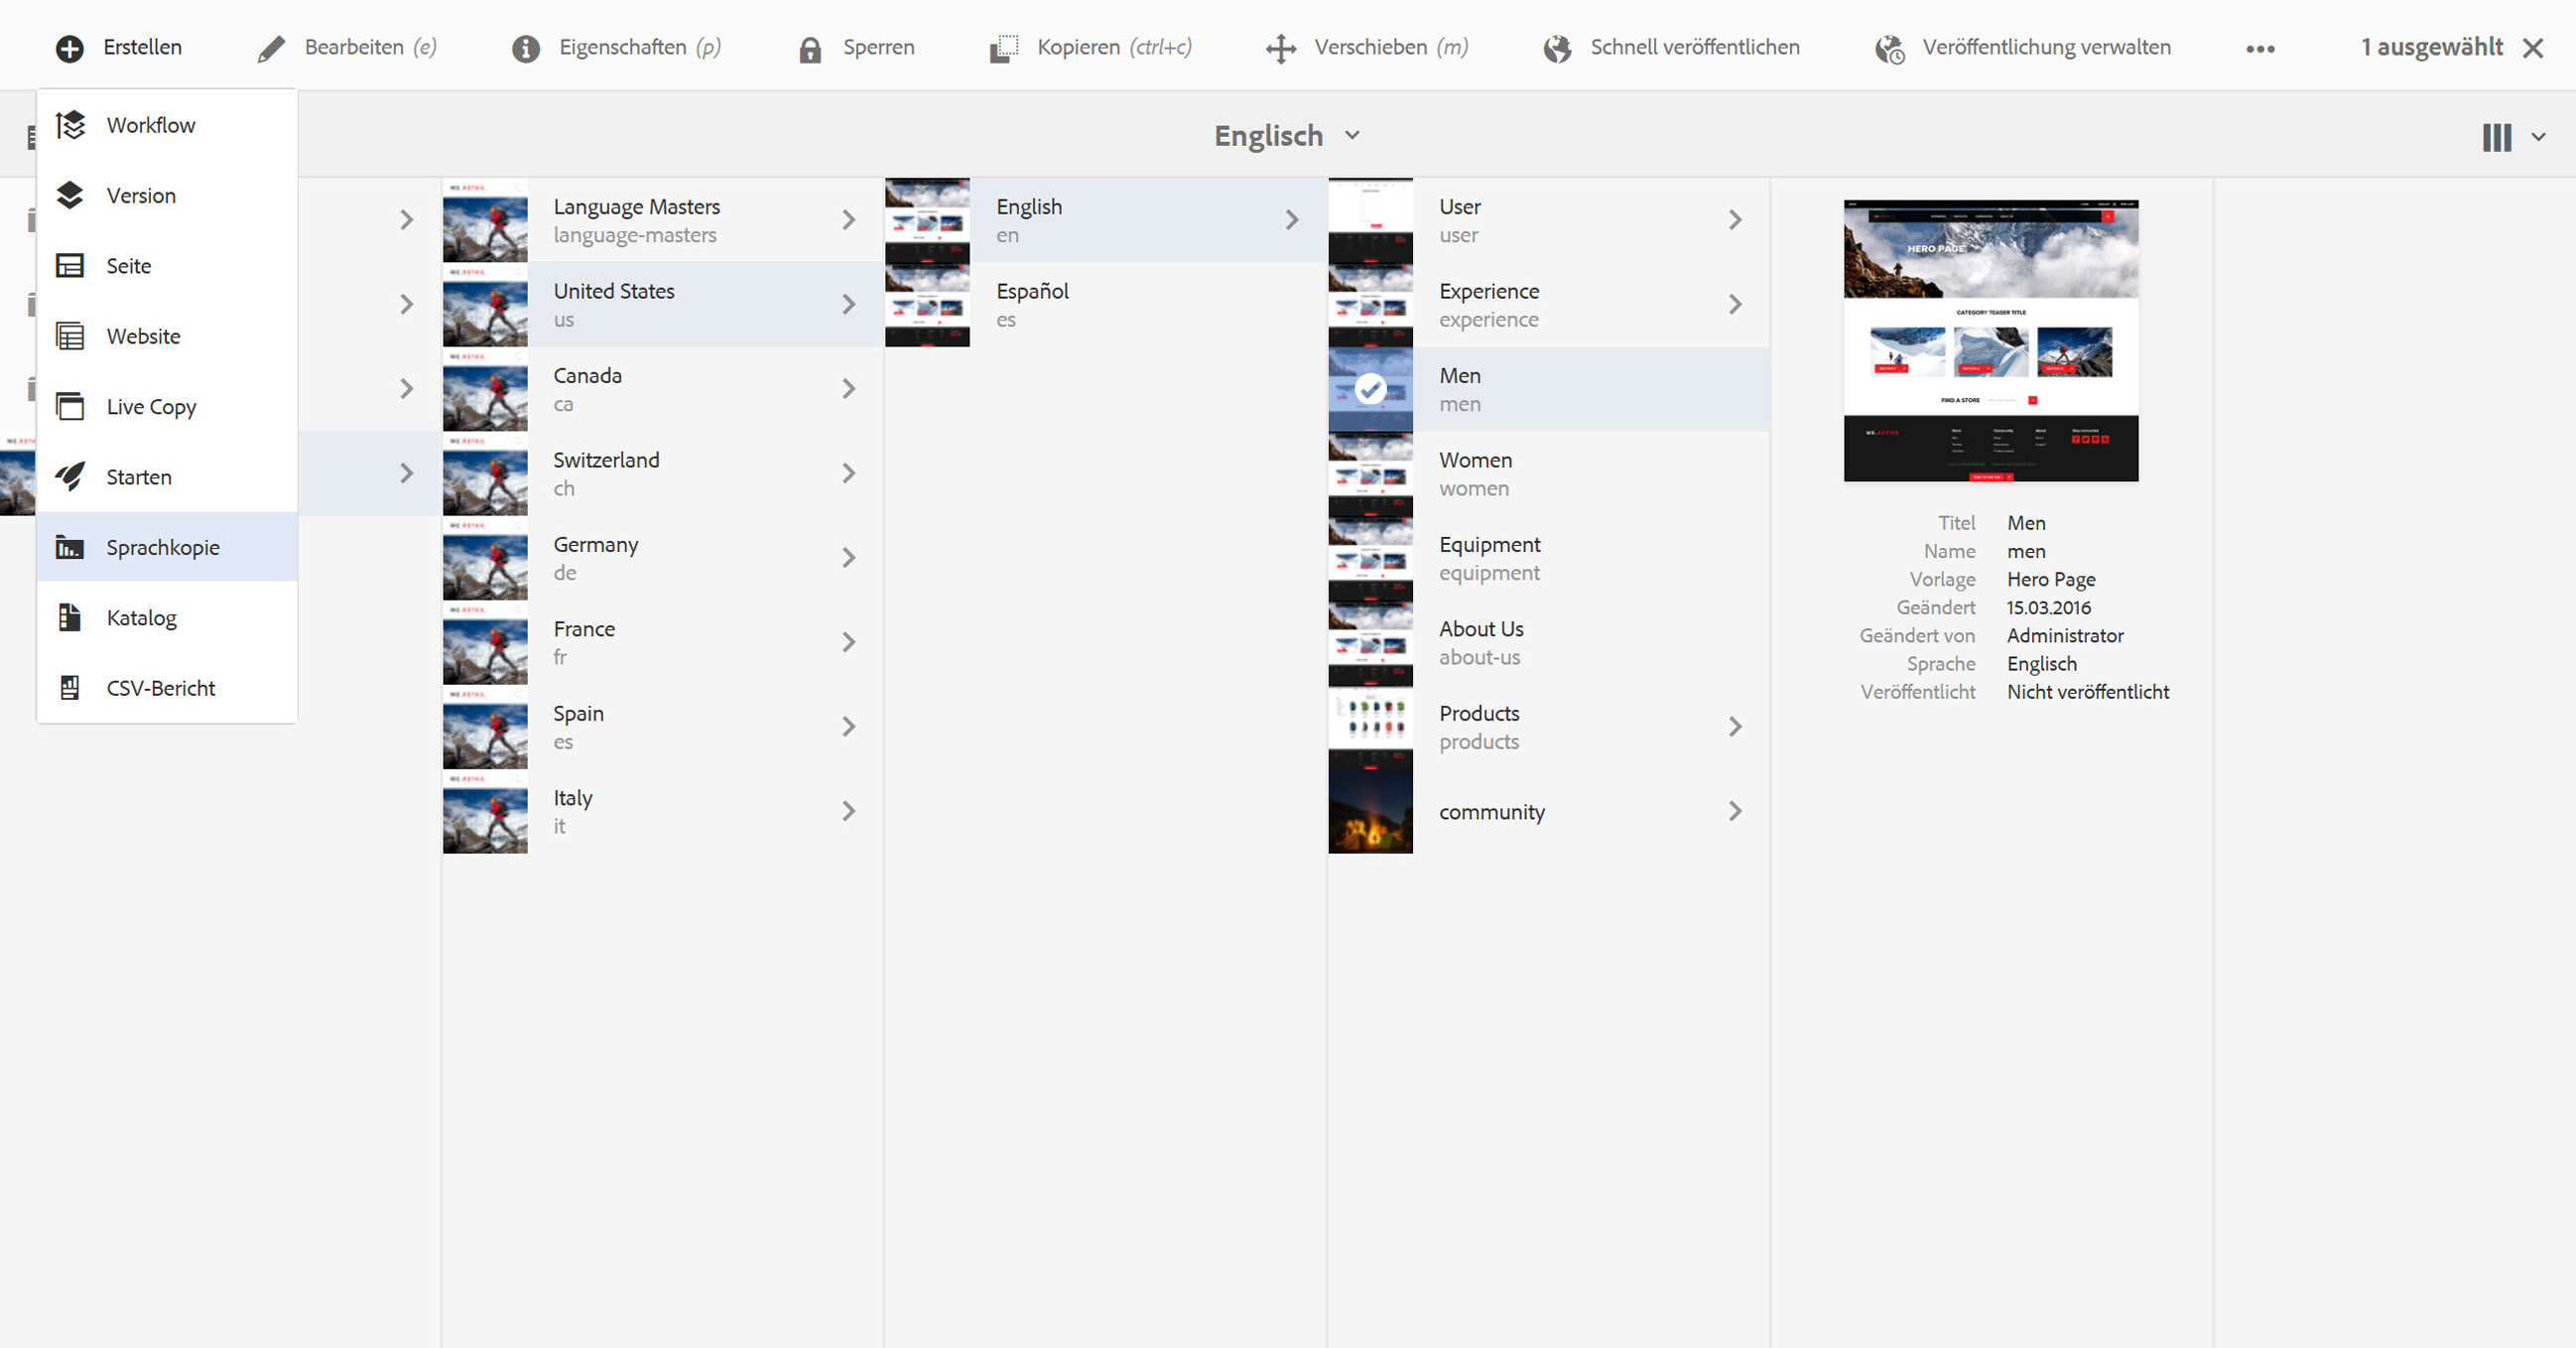 Erstellen
Bearbeiten (e)
Eigenschaften (p)
Sperren
Kopieren (ctrl+c)
Verschieben (m)
Schnell veröffentlichen
Veröffentlichung verwalten
1 ausgewählt
Englisch
Workflow
Version
Seite
Website
Live Copy
Starten
Sprachkopie
Katalog
CSV-Bericht
Language Masters
language-masters
United States
us
Canada
ca
Switzerland
ch
Germany
de
France
fr
Spain
es
Italy
it
English
en
Español
es
User
user
Experience
experience
Men
men
Women
women
Equipment
equipment
About Us
about-us
Products
products
community
HERO PAGE
CATEGORY TEASER TITLE
FIND A STORE
Titel Men
Name men
Vorlage Hero Page
Geändert 15.03.2016
Geändert von Administrator
Sprache Englisch
Veröffentlicht Nicht veröffentlicht